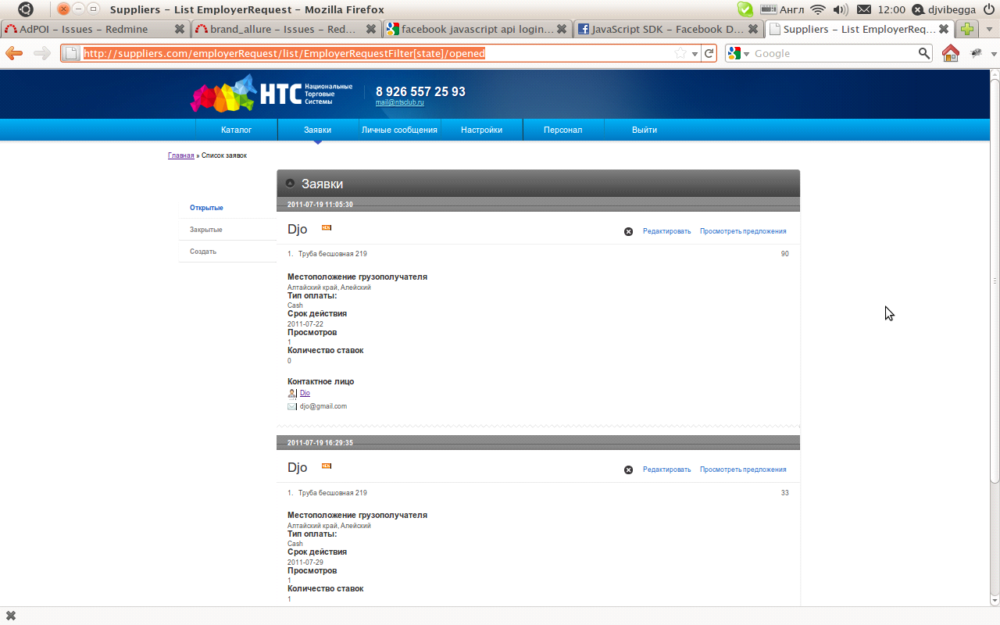 Suppliers - List EmployerRequest - Mozilla Firefox
Англ
12:00
djvibegga
AdPOI - Issues - Redmine
brand_allure - Issues - Red...
facebook javascript api login...
JavaScript SDK - Facebook D...
Suppliers - List EmployerReq...
http://suppliers.com/employerRequest/list/EmployerRequestFilter[state]/opened
Google
НТС
Национальные
Торговые
Системы
8 926 557 25 93
mail@ntsclub.ru
Каталог
Заявки
Личные сообщения
Настройки
Персонал
Выйти
Главная » Список заявок
Открытые
Закрытые
Создать
Заявки
2011-07-19 11:05:30
Djo
Редактировать
Просмотреть предложения
1. Труба бесшовная 219
90
Местоположение грузополучателя
Алтайский край, Алейский
Тип оплаты:
Cash
Срок действия
2011-07-22
Просмотров
1
Количество ставок
0
Контактное лицо
Djo
djo@gmail.com
2011-07-19 16:29:35
Djo
Редактировать
Просмотреть предложения
1. Труба бесшовная 219
33
Местоположение грузополучателя
Алтайский край, Алейский
Тип оплаты:
Cash
Срок действия
2011-07-29
Просмотров
1
Количество ставок
1